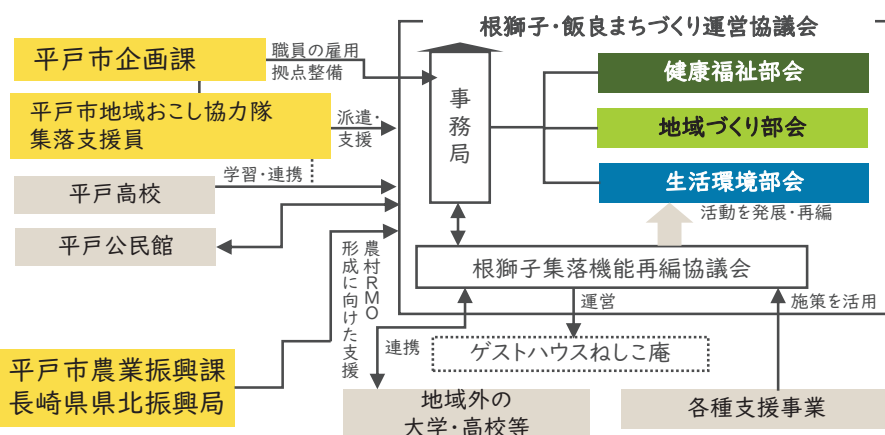 根獅子・飯良まちづくり運営協議会
平戸市企画課
職員の雇用
拠点整備
事務局
健康福祉部会
平戸市地域おこし協力隊
集落支援員
派遣・
支援
地域づくり部会
学習・連携
平戸高校
生活環境部会
活動を発展・再編
平戸公民館
農村RMO
形成に向けた支援
根獅子集落機能再編協議会
運営
施策を活用
連携
ゲストハウスねしこ庵
平戸市農業振興課
長崎県県北振興局
地域外の
大学・高校等
各種支援事業